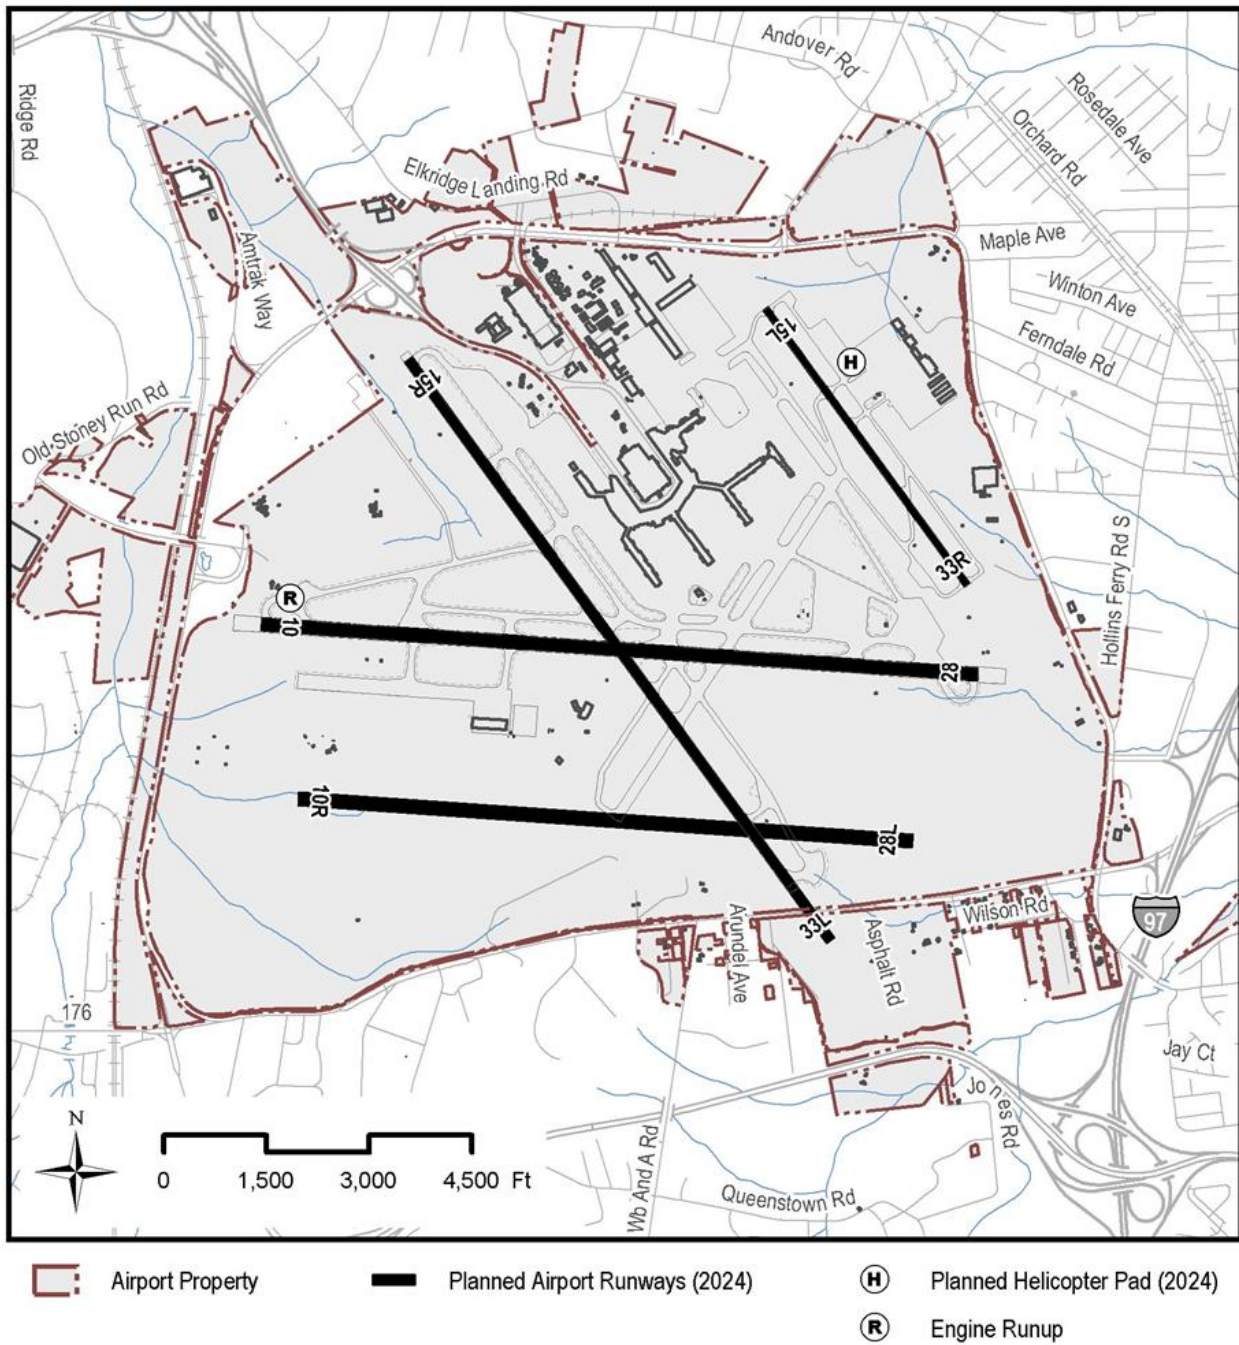 Andover Rd
Ridge Rd
Rosedale Ave
Orchard Rd
Elkridge Landing Rd
Maple Ave
Amtrak Way
Winton Ave
15L
Ferndale Rd
H
15R
Old Stoney Run Rd
Hollins Ferry Rd S
33R
R
10
28
10R
28L
Wilson Rd
97
33L
Arundel Ave
Asphalt Rd
176
Jay Ct
Jones Rd
N
0 1,500 3,000 4,500 Ft
Wb And A Rd
Queenstown Rd
Airport Property
Planned Airport Runways (2024)
H Planned Helicopter Pad (2024)
R Engine Runup